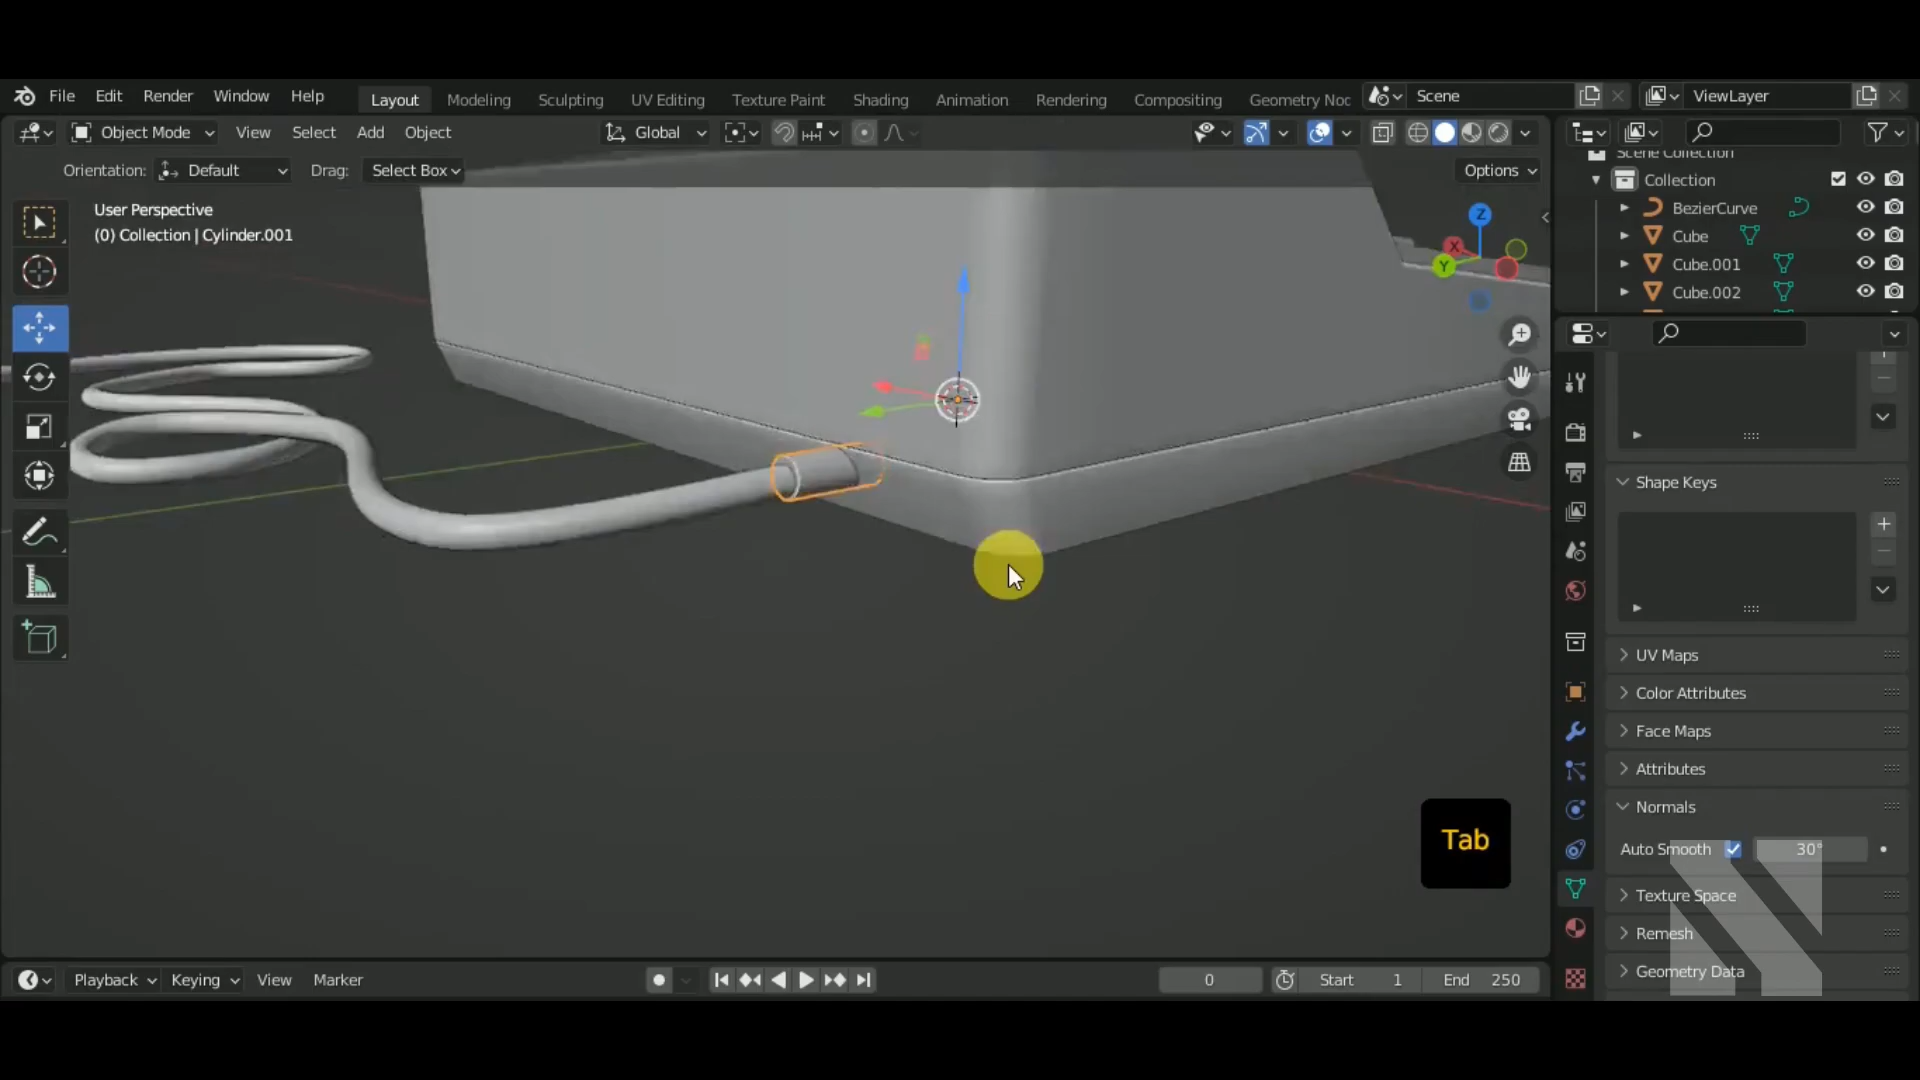 File Edit Render Window Help Layout Modeling Sculpting UV Editing Texture Paint Shading Animation Rendering Compositing Geometry Noc Scene ViewLayer
Object Mode View Select Add Object Global
Orientation: Default Drag: Select Box Options
User Perspective
(0) Collection | Cylinder.001
Z
X
Y
Scene Collection
Collection
BezierCurve
Cube
Cube.001
Cube.002
Shape Keys
UV Maps
Color Attributes
Face Maps
Attributes
Normals
Auto Smooth 30°
Texture Space
Remesh
Geometry Data
Tab
Playback Keying View Marker 0 Start 1 End 250